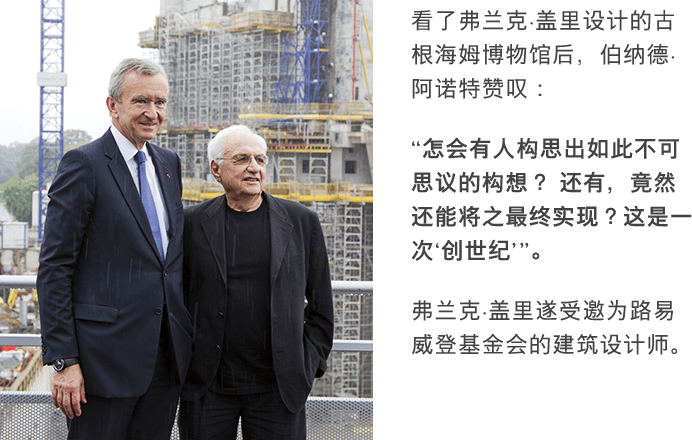 看了弗兰克·盖里设计的古
根海姆博物馆后，伯纳德·
阿诺特赞叹：
“怎会有人构思出如此不可
思议的构想？还有，竟然
还能将之最终实现？这是一
次‘创世纪’”。
弗兰克·盖里遂受邀为路易
威登基金会的建筑设计师。